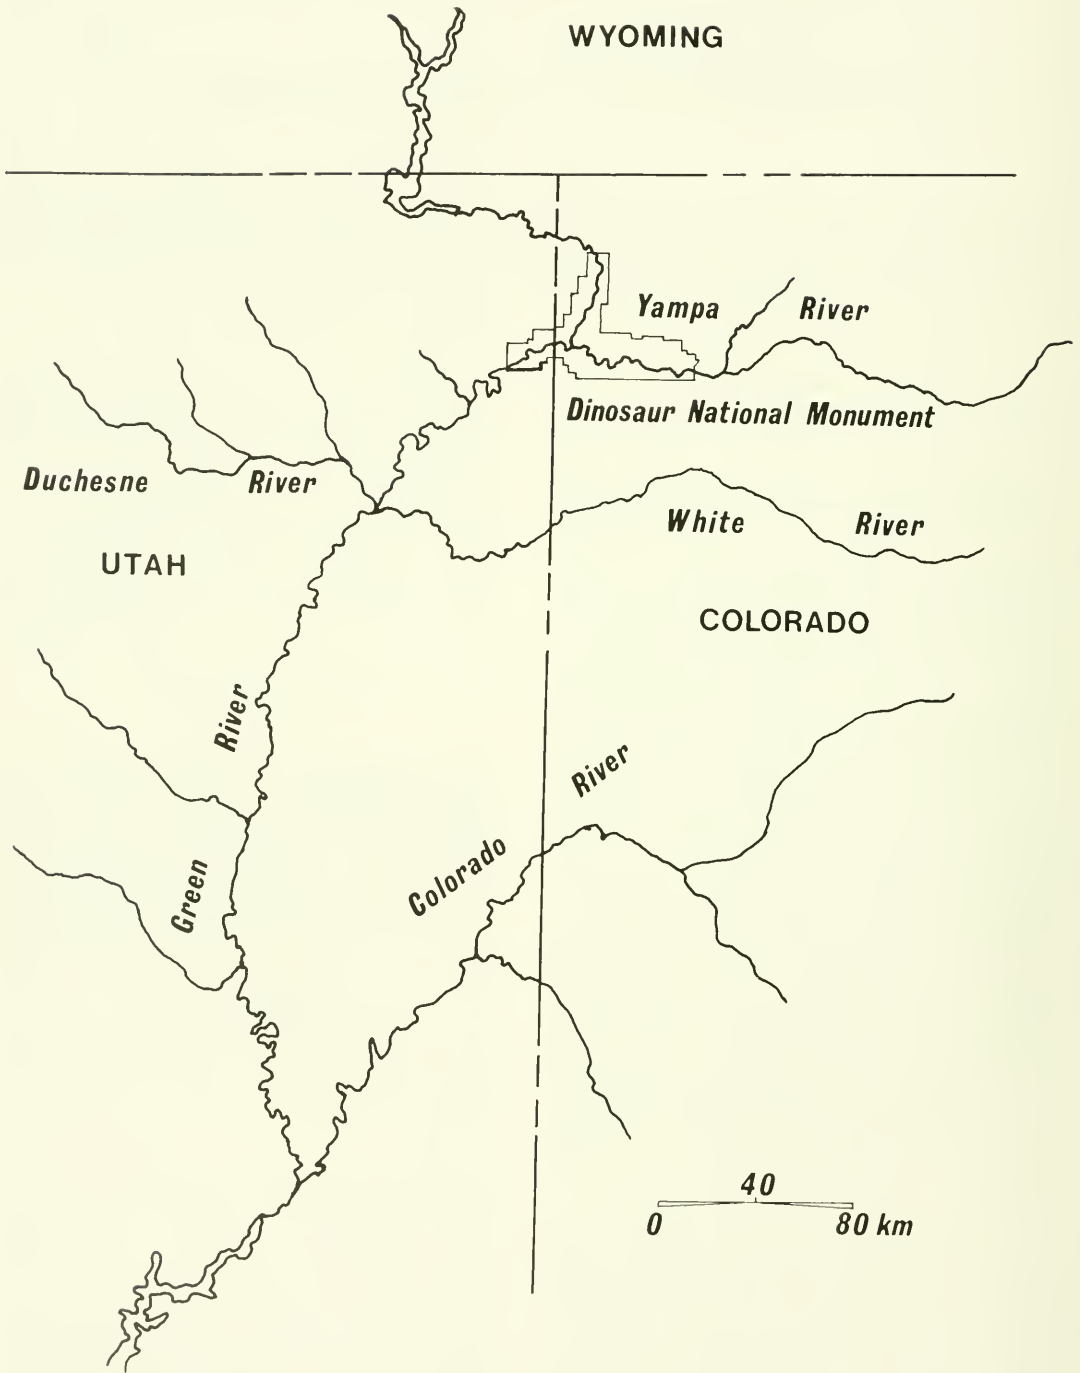 WYOMING
Yampa River
Dinosaur National Monument
Duchesne River
White River
UTAH
COLORADO
Green River
Colorado River
40
0 80 km